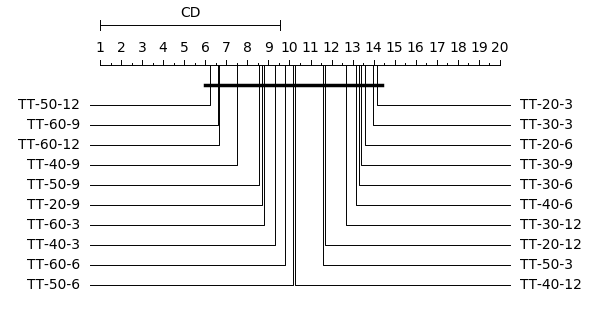 CD
1 2 3 4 5 6 7 8 9 10 11 12 13 14 15 16 17 18 19 20
TT-50-12 TT-20-3
TT-60-9 TT-30-3
TT-60-12 TT-20-6
TT-40-9 TT-30-9
TT-50-9 TT-30-6
TT-20-9 TT-40-6
TT-60-3 TT-30-12
TT-40-3 TT-20-12
TT-60-6 TT-50-3
TT-50-6 TT-40-12